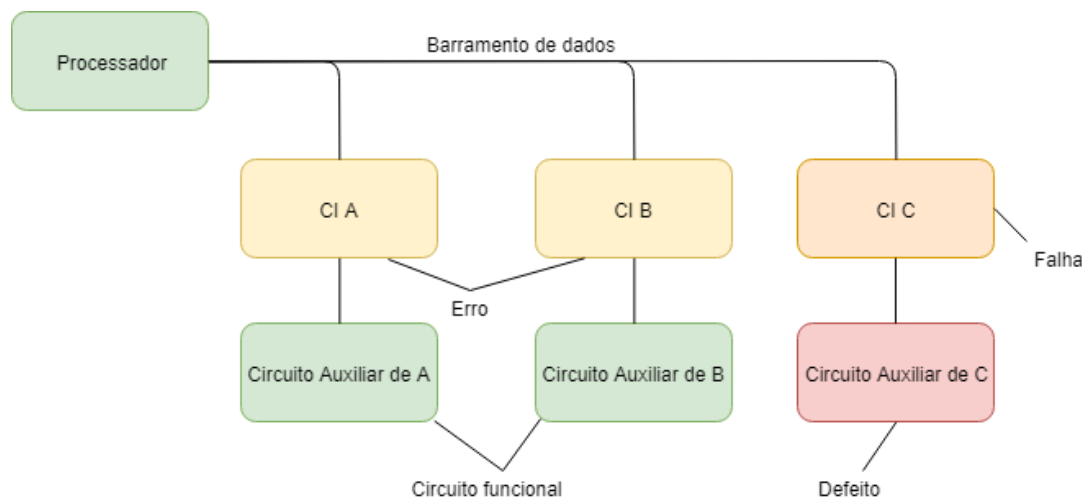 Processador
Barramento de dados
CI A
CI B
CI C
Falha
Erro
Circuito Auxiliar de A
Circuito Auxiliar de B
Circuito Auxiliar de C
Circuito funcional
Defeito